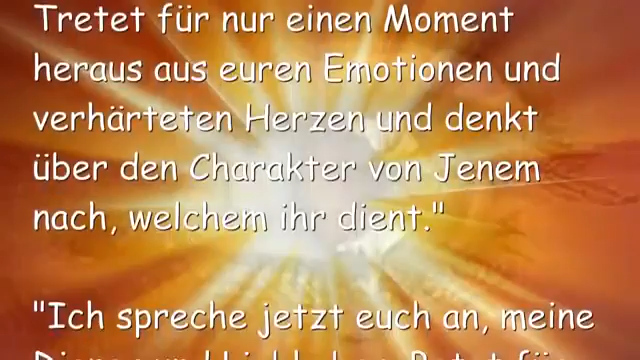 Tretet für nur einen Moment
heraus aus euren Emotionen und
verhärteten Herzen und denkt
über den Charakter von Jenem
nach, welchem ihr dient."
"Ich spreche jetzt euch an, meine